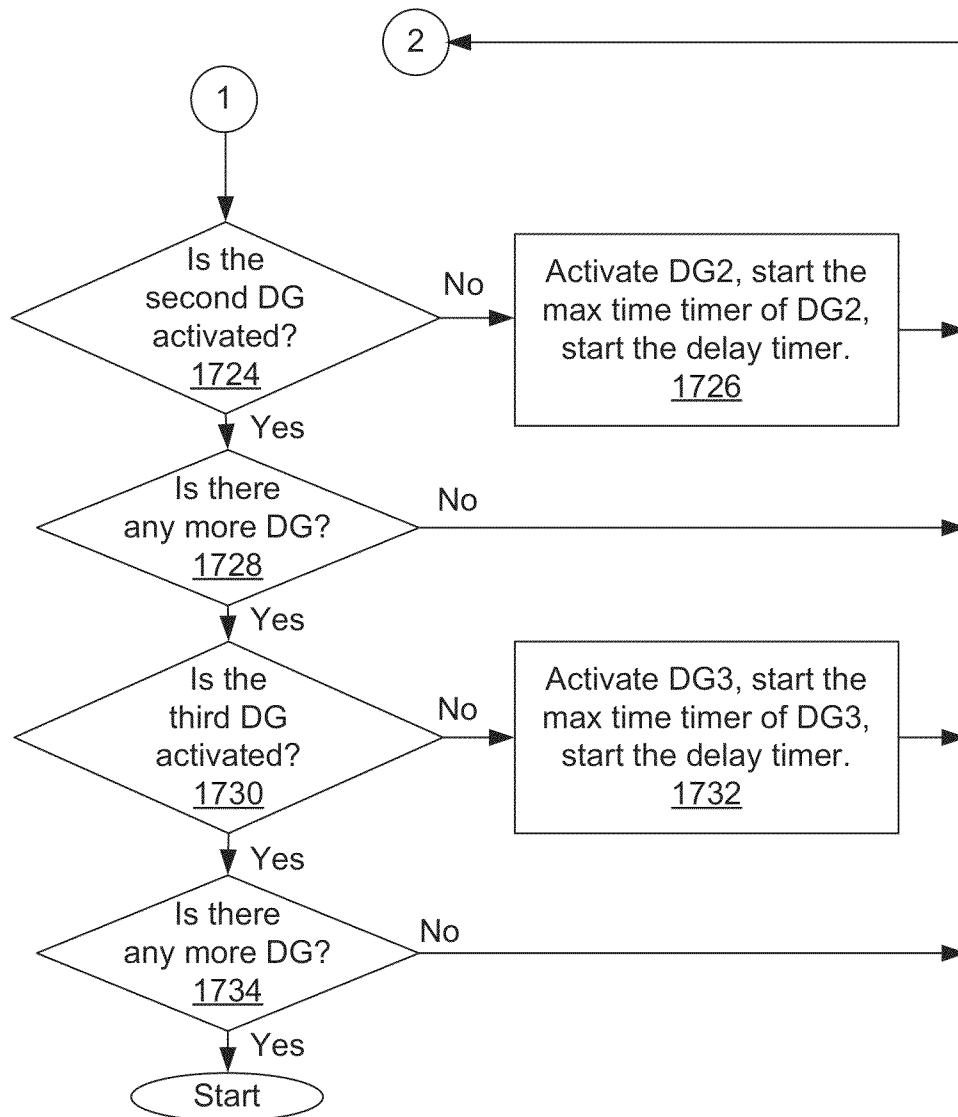 2
1
Is the
second DG
activated?
1724
No
Activate DG2, start the
max time timer of DG2,
start the delay timer.
1726
Yes
Is there
any more DG?
1728
No
Yes
Is the
third DG
activated?
1730
No
Activate DG3, start the
max time timer of DG3,
start the delay timer.
1732
Yes
Is there
any more DG?
1734
No
Yes
Start